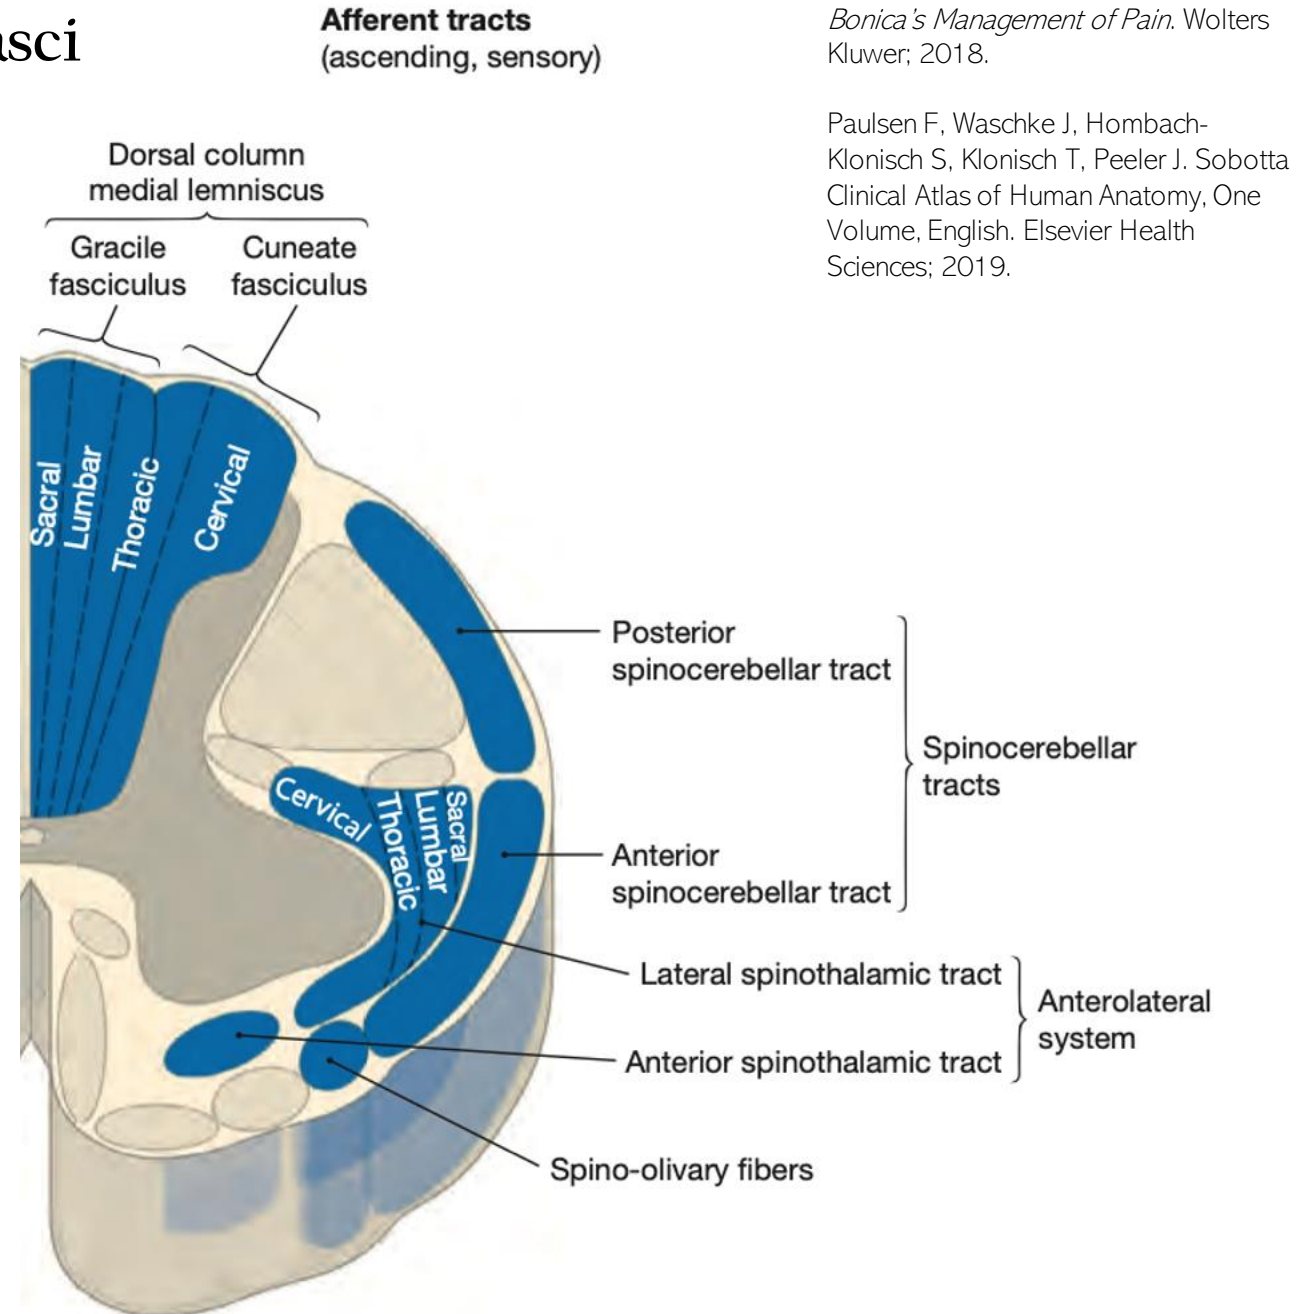 asci
Afferent tracts
(ascending, sensory)
Bonica's Management of Pain. Wolters
Kluwer; 2018.
Paulsen F, Waschke J, Hombach-
Klonisch S, Klonisch T, Peeler J. Sobotta
Clinical Atlas of Human Anatomy, One
Volume, English. Elsevier Health
Sciences; 2019.
Dorsal column
medial lemniscus
Gracile
fasciculus
Cuneate
fasciculus
Sacral
Lumbar
Thoracic
Cervical
Posterior
spinocerebellar tract
Spinocerebellar
tracts
Cervical
Thoracic
Lumbar
Sacral
Anterior
spinocerebellar tract
Lateral spinothalamic tract
Anterolateral
system
Anterior spinothalamic tract
Spino-olivary fibers